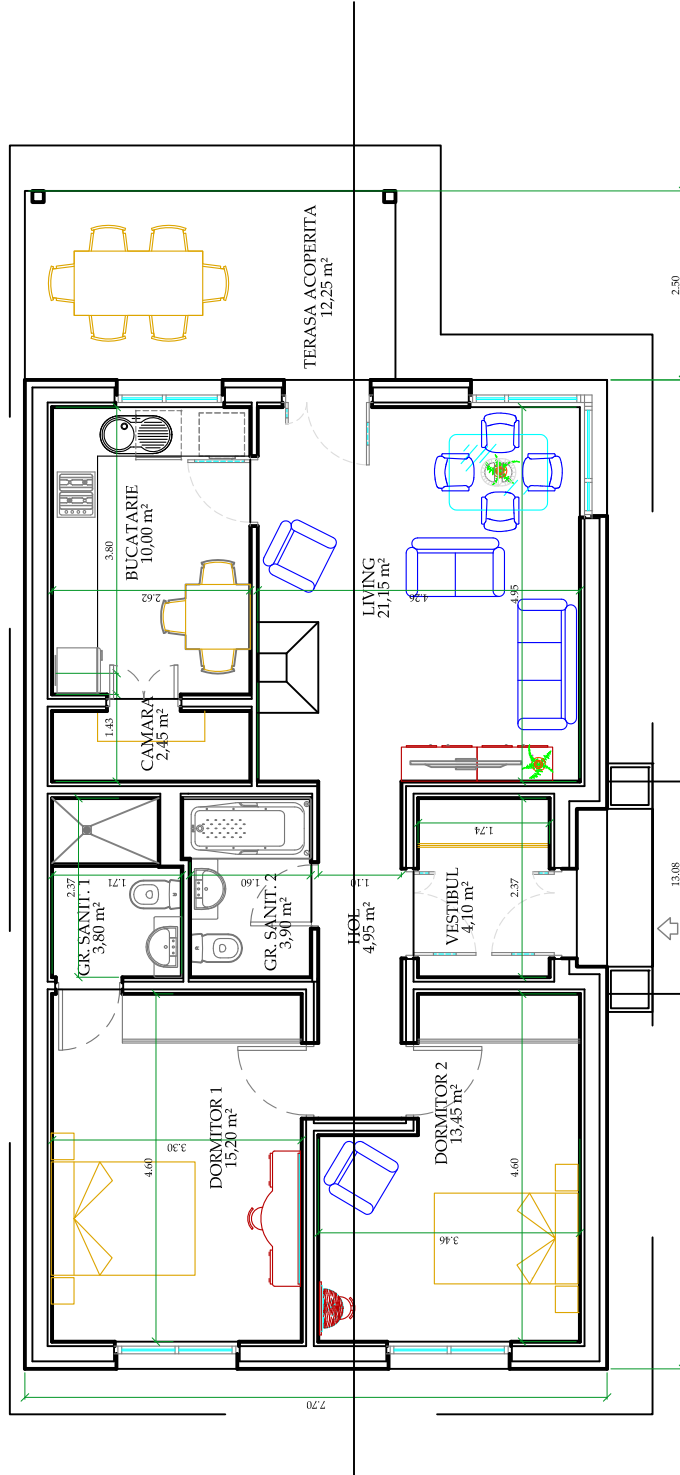 TERASA ACOPERITA
12,25 m²
2.50
BUCATARIE
10,00 m²
3.80
2.62
LIVING
21,15 m²
4.26
4.95
CAMARA
2,45 m²
1.43
GR. SANIT. 1
3,80 m²
2.37
1.71
GR. SANIT. 2
3,90 m²
1.60
HOL
4,95 m²
1.10
VESTIBUL
4,10 m²
1.74
2.37
13.08
DORMITOR 1
15,20 m²
3.30
4.60
DORMITOR 2
13,45 m²
4.60
3.46
7.70